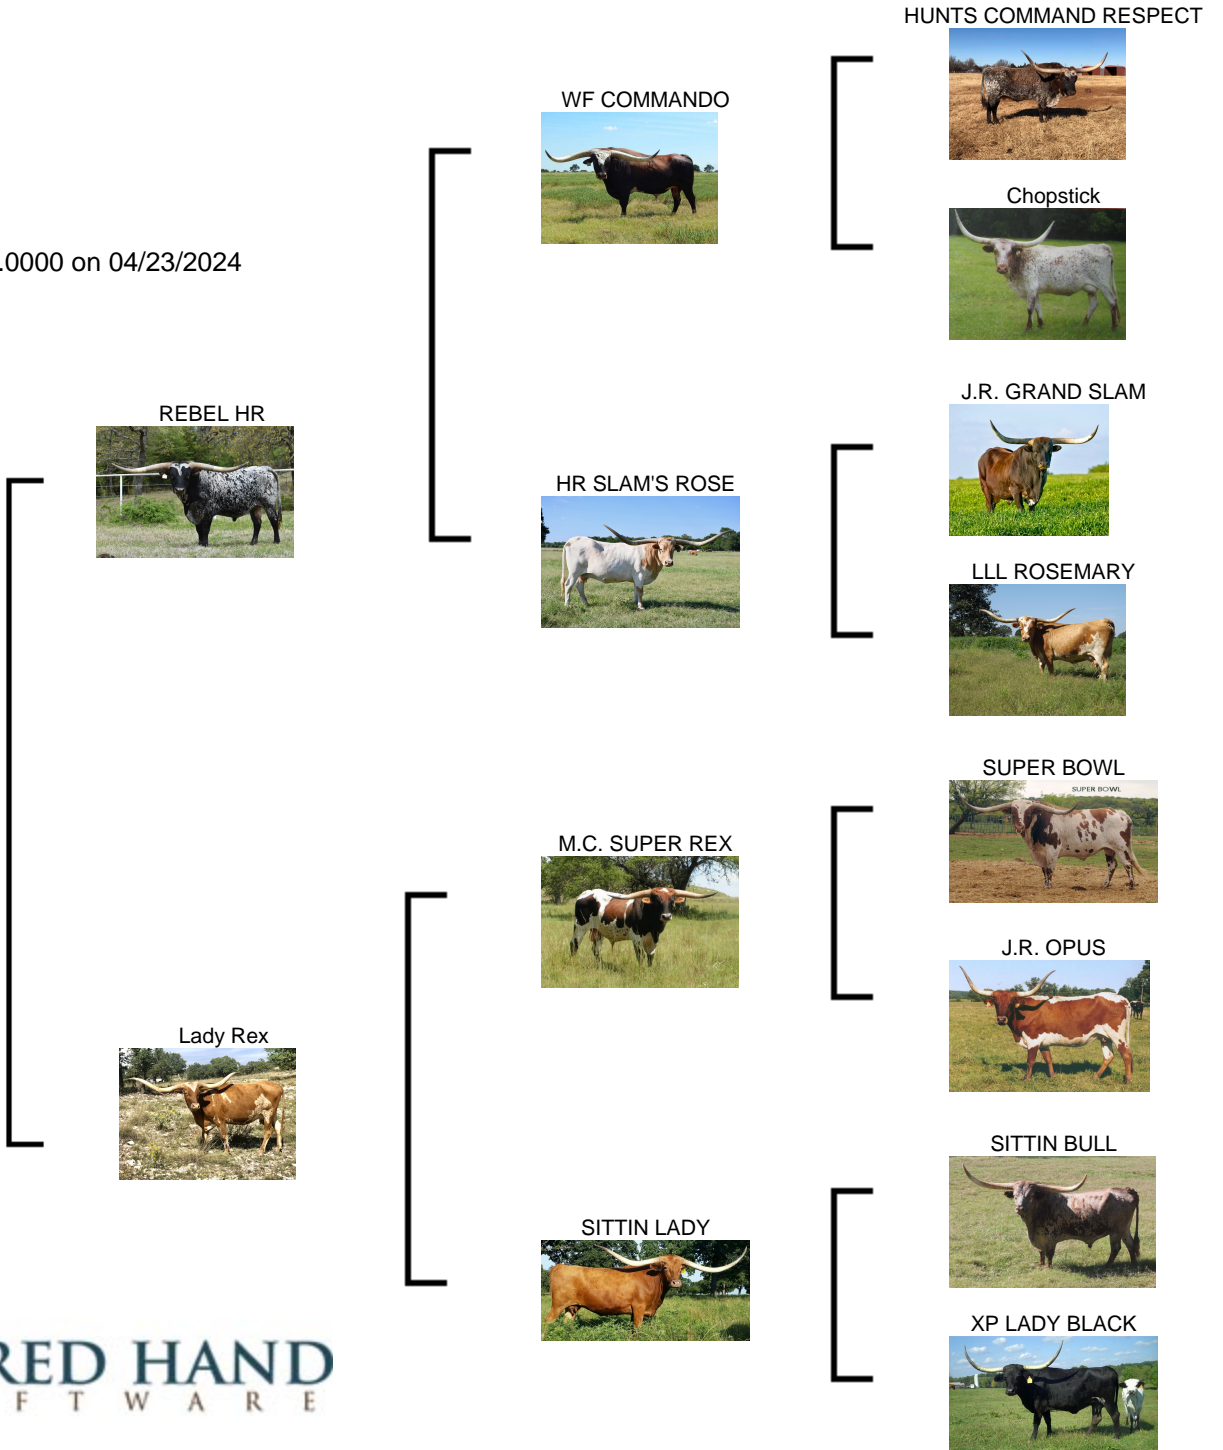 HUNTS COMMAND RESPECT
WF COMMANDO
Chopstick
.0000 on 04/23/2024
J.R. GRAND SLAM
REBEL HR
HR SLAM'S ROSE
LLL ROSEMARY
SUPER BOWL
SUPER BOWL
M.C. SUPER REX
J.R. OPUS
Lady Rex
SITTIN BULL
SITTIN LADY
XP LADY BLACK
RED HAND
F T W A R E